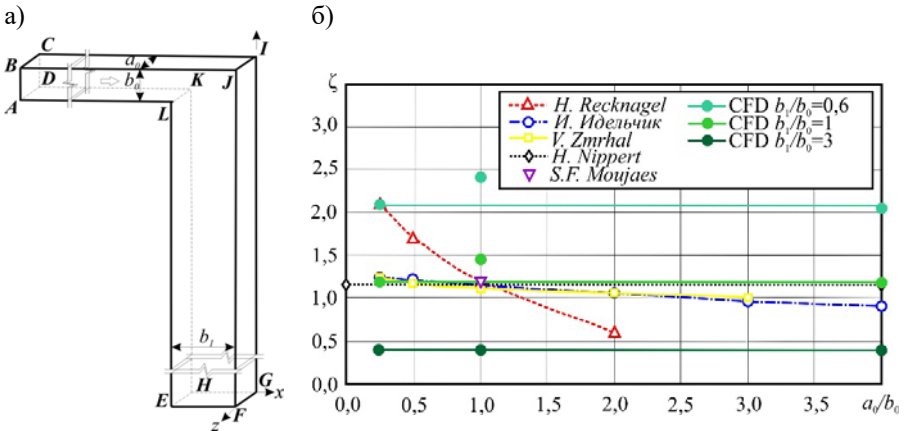 а)
б)
C
I
B
a₀
D
b₀
K
J
A
L
b₁
H
G
x
E
F
z
ζ
3,0
2,5
2,0
1,5
1,0
0,5
0,0
H. Recknagel
И. Идельчик
V. Zmrhal
H. Nippert
S.F. Moujaes
CFD b₁/b₀=0,6
CFD b₁/b₀=1
CFD b₁/b₀=3
0,0 0,5 1,0 1,5 2,0 2,5 3,0 a₀/b₀